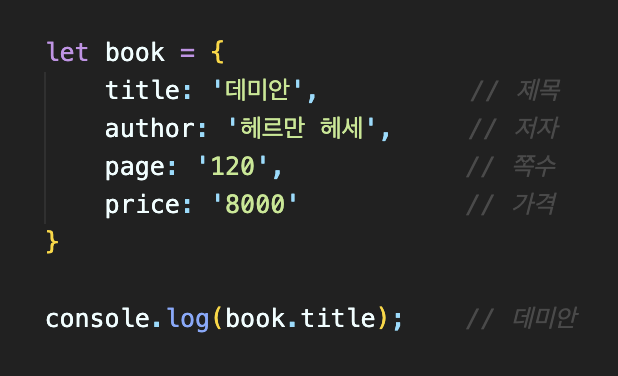 let book = {
    title: '데미안',          // 제목
    author: '헤르만 헤세',     // 저자
    page: '120',            // 쪽수
    price: '8000'           // 가격
}
console.log(book.title);    // 데미안